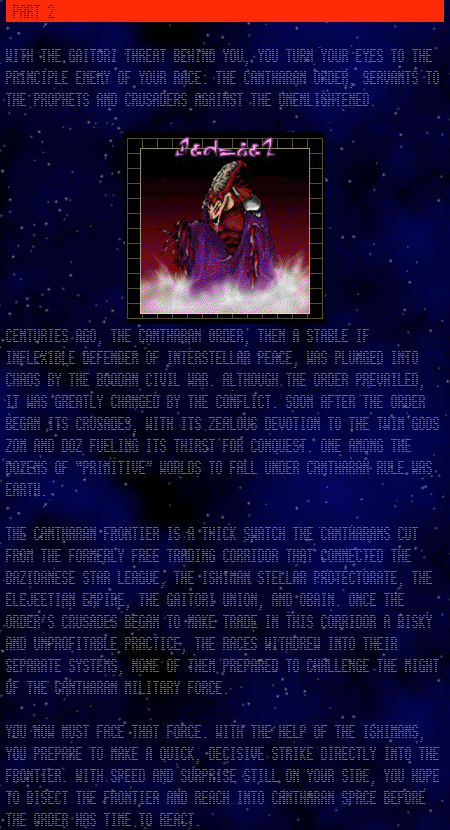 PART 2
WITH THE GAITORI THREAT BEHIND YOU, YOU TURN YOUR EYES TO THE
PRINCIPLE ENEMY OF YOUR RACE: THE CANTHARAN ORDER, SERVANTS TO
THE PROPHETS AND CRUSADERS AGAINST THE UNENLIGHTENED.
CENTURIES AGO, THE CANTHARAN ORDER, THEN A STABLE IF
INFLEXIBLE DEFENDER OF INTERSTELLAR PEACE, WAS PLUNGED INTO
CHAOS BY THE CIVIL WAR. ALTHOUGH THE ORDER PREVAILED,
IT WAS GREATLY CHANGED BY THE CONFLICT. SOON AFTER THE ORDER
BEGAN ITS CRUSADES, WITH ITS ZEALOUS DEVOTION TO THE TWIN GODS
ZOM AND DOZ FUELING ITS THIRST FOR CONQUEST. ONE AMONG THE
DOZENS OF "PRIMITIVE" WORLDS TO FALL UNDER CANTHARAN RULE WAS
EARTH.
THE CANTHARAN FRONTIER IS A THICK SWATCH THE CANTHARANS CUT
FROM THE FORMERLY FREE TRADING CORRIDOR THAT CONNECTED THE
BAZIDANESE STAR LEAGUE, THE ISHIMAN STELLAR PROTECTORATE, THE
ELEJEETIAN EMPIRE, THE GAITORI UNION, AND OBAIN. ONCE THE
ORDER'S CRUSADES BEGAN TO MAKE TRADE IN THIS CORRIDOR A RISKY
AND UNPROFITABLE PRACTICE, THE RACES WITHDREW INTO THEIR
SEPARATE SYSTEMS, NONE OF THEM PREPARED TO CHALLENGE THE MIGHT
OF THE CANTHARAN MILITARY FORCE.
YOU NOW MUST FACE THAT FORCE. WITH THE HELP OF THE ISHIMANS,
YOU PREPARE TO MAKE A QUICK, DECISIVE STRIKE DIRECTLY INTO THE
FRONTIER. WITH SPEED AND SURPRISE STILL ON YOUR SIDE, YOU HOPE
TO BISECT THE FRONTIER AND REACH INTO CANTHARAN SPACE BEFORE
THE ORDER HAS TIME TO REACT.